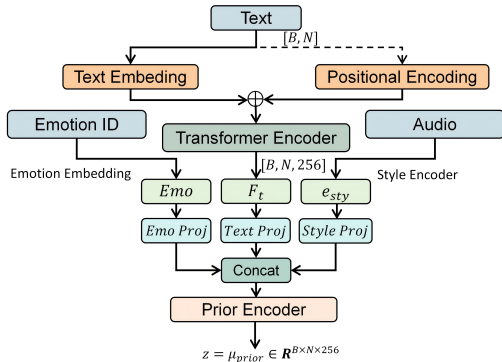 Text
[B, N]
Text Embeding
Positional Encoding
Emotion ID
Audio
Transformer Encoder
[B, N, 256]
Emotion Embedding
Style Encoder
Emo
F_t
e_sty
Emo Proj
Text Proj
Style Proj
Concat
Prior Encoder
z = μ_prior ∈ R^{B×N×256}